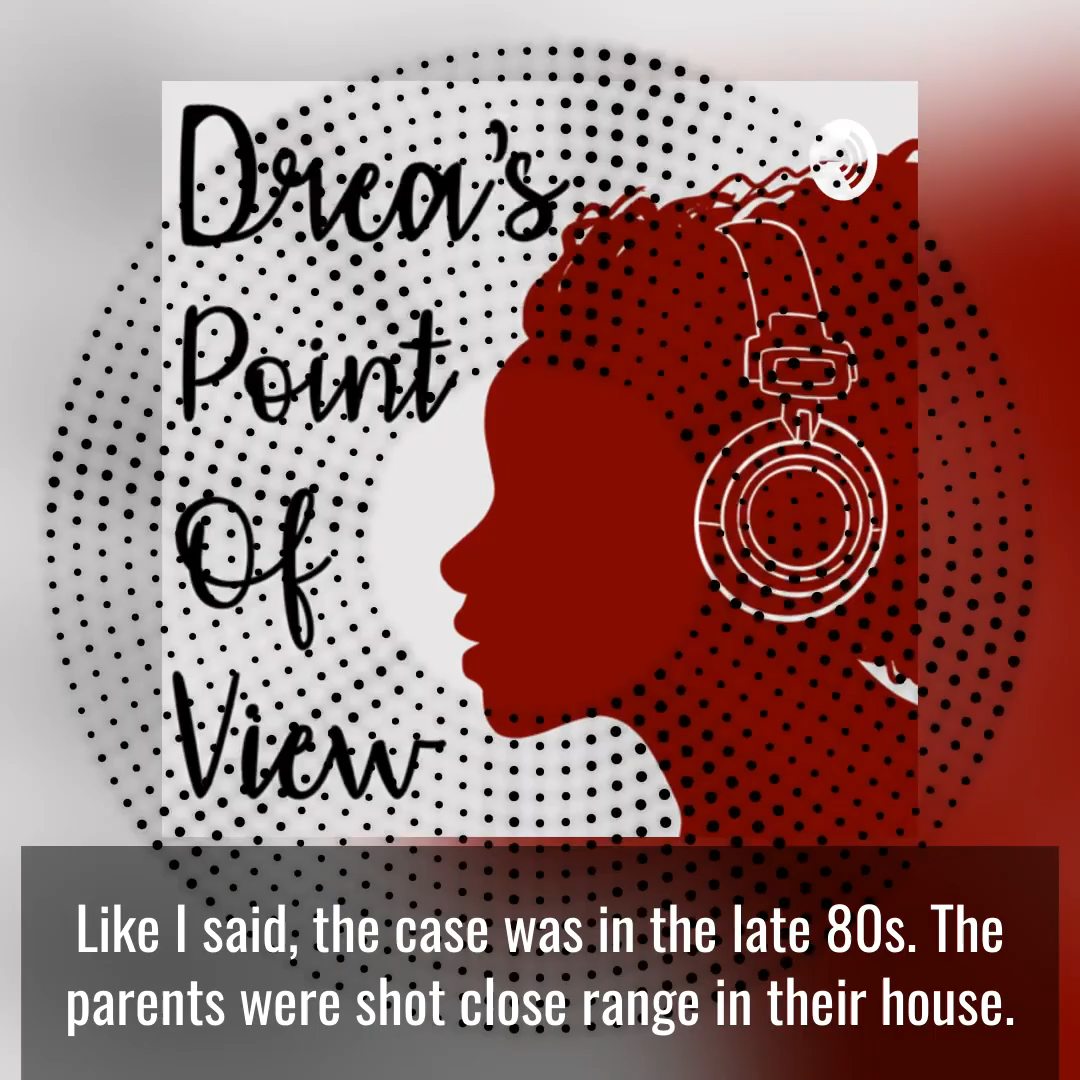 Drea's
Point
Of
View
Like I said, the case was in the late 80s. The
parents were shot close range in their house.